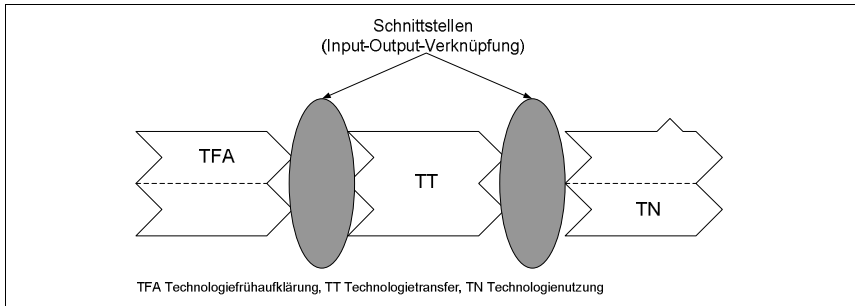 Schnittstellen
(Input-Output-Verknüpfung)
TFA
TT
TN
TFA Technologiefrühaufklärung, TT Technologietransfer, TN Technologienutzung